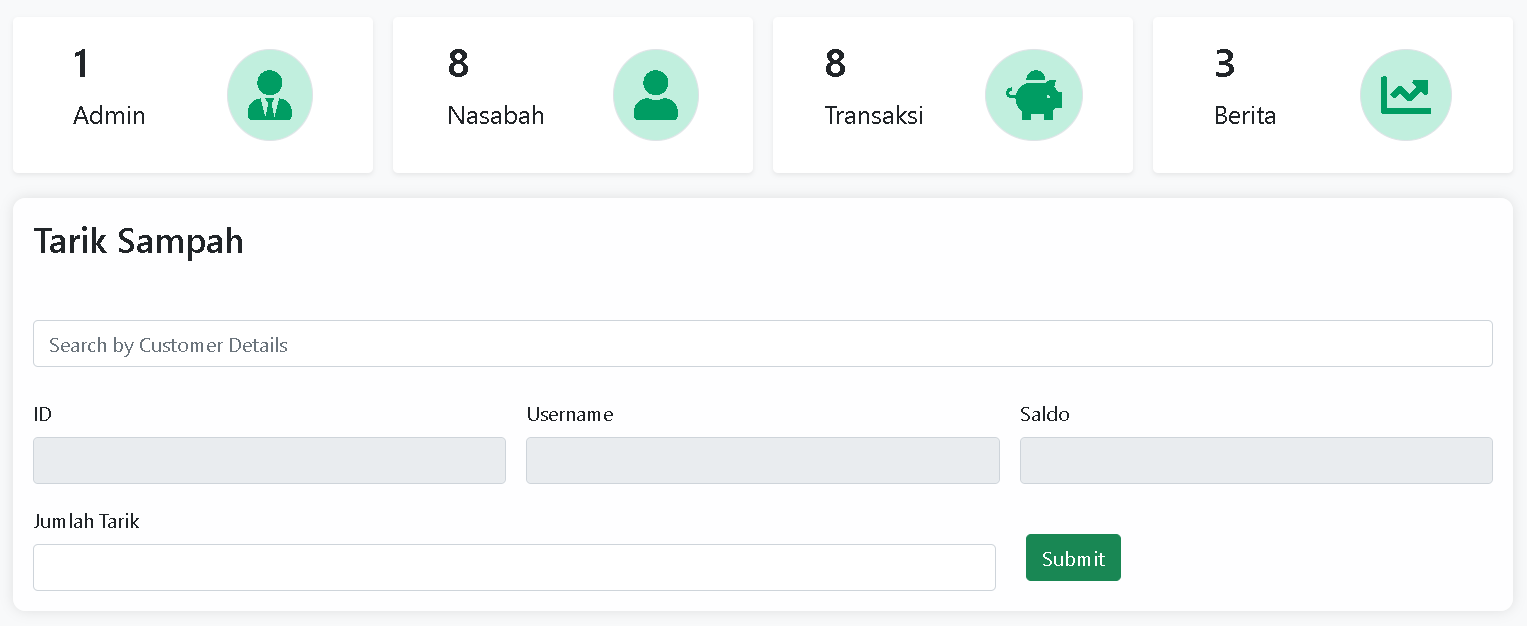 1
Admin
8
Nasabah
8
Transaksi
3
Berita
Tarik Sampah
Search by Customer Details
ID
Username
Saldo
Jumlah Tarik
Submit